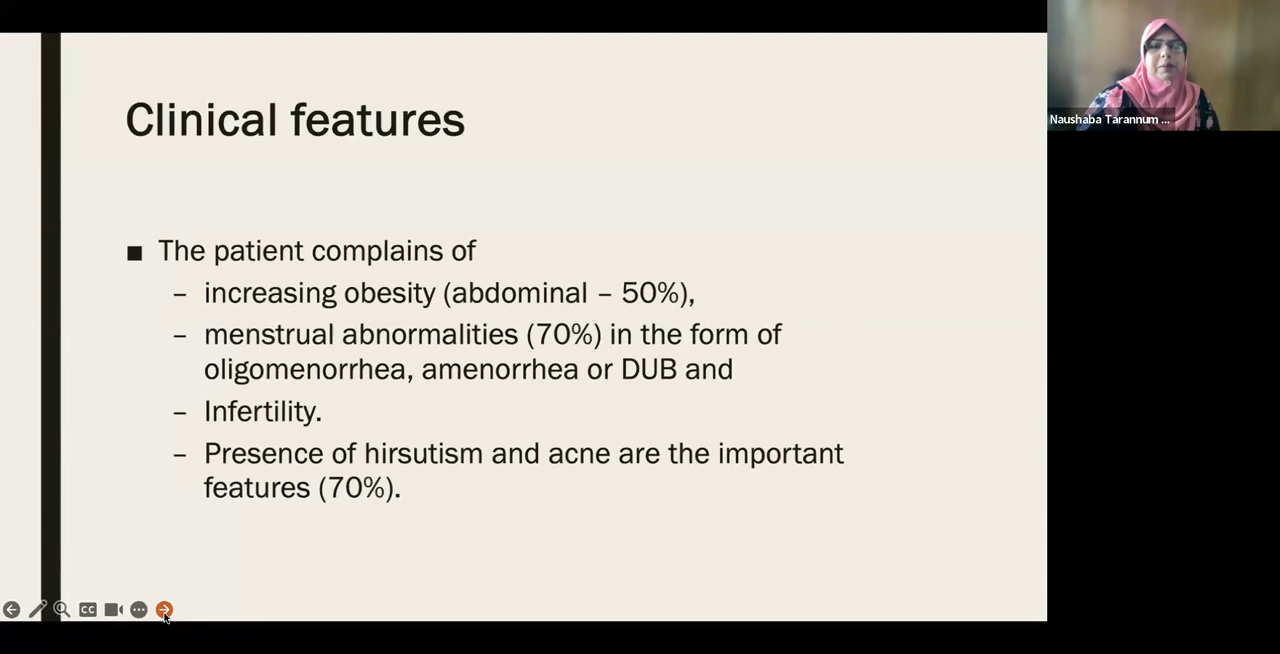 Clinical features
■ The patient complains of
– increasing obesity (abdominal – 50%),
– menstrual abnormalities (70%) in the form of
oligomenorrhea, amenorrhea or DUB and
– Infertility.
– Presence of hirsutism and acne are the important
features (70%).
Naushaba Tarannum ...
CC